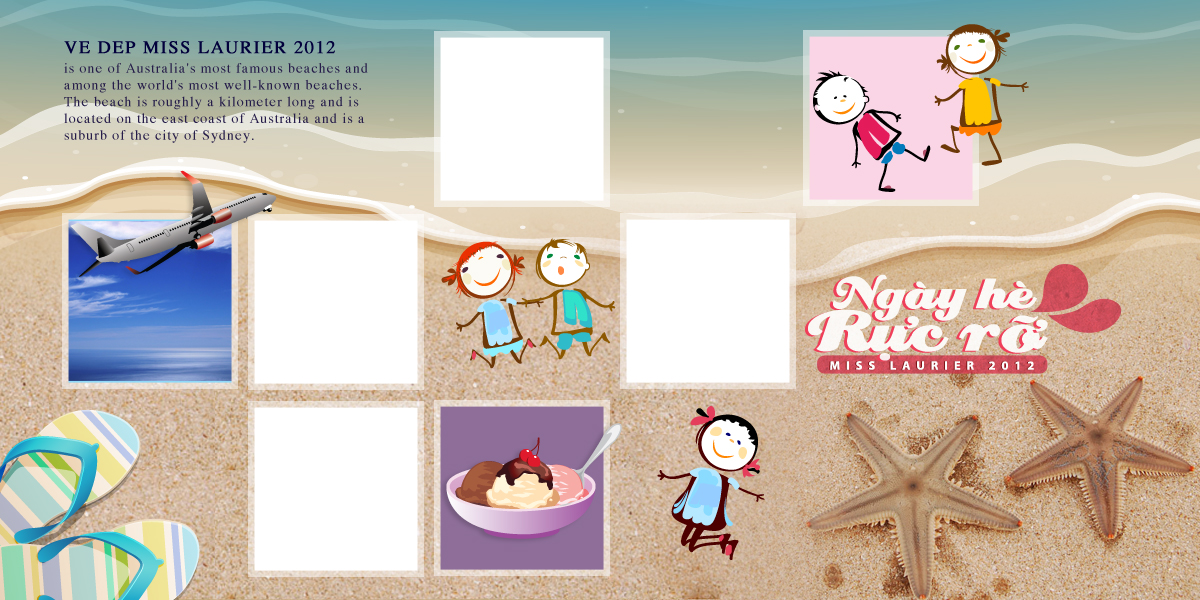 VE DEP MISS LAURIER 2012
is one of Australia's most famous beaches and
among the world's most well-known beaches.
The beach is roughly a kilometer long and is
located on the east coast of Australia and is a
suburb of the city of Sydney.
Ngày hè
Rực rỡ
MISS LAURIER 2012